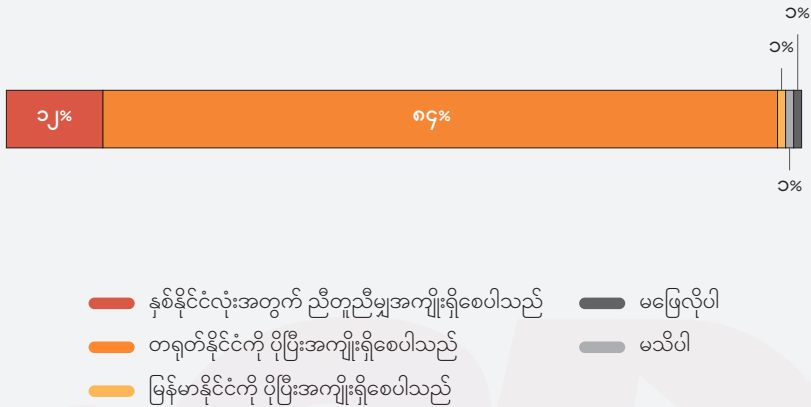 ၁%
၁%
၁၂%
၈၄%
၁%
နှစ်နိုင်ငံလုံးအတွက် ညီတူညီမျှအကျိုးရှိစေပါသည်
မဖြေလိုပါ
တရုတ်နိုင်ငံကို ပိုပြီးအကျိုးရှိစေပါသည်
မသိပါ
မြန်မာနိုင်ငံကို ပိုပြီးအကျိုးရှိစေပါသည်